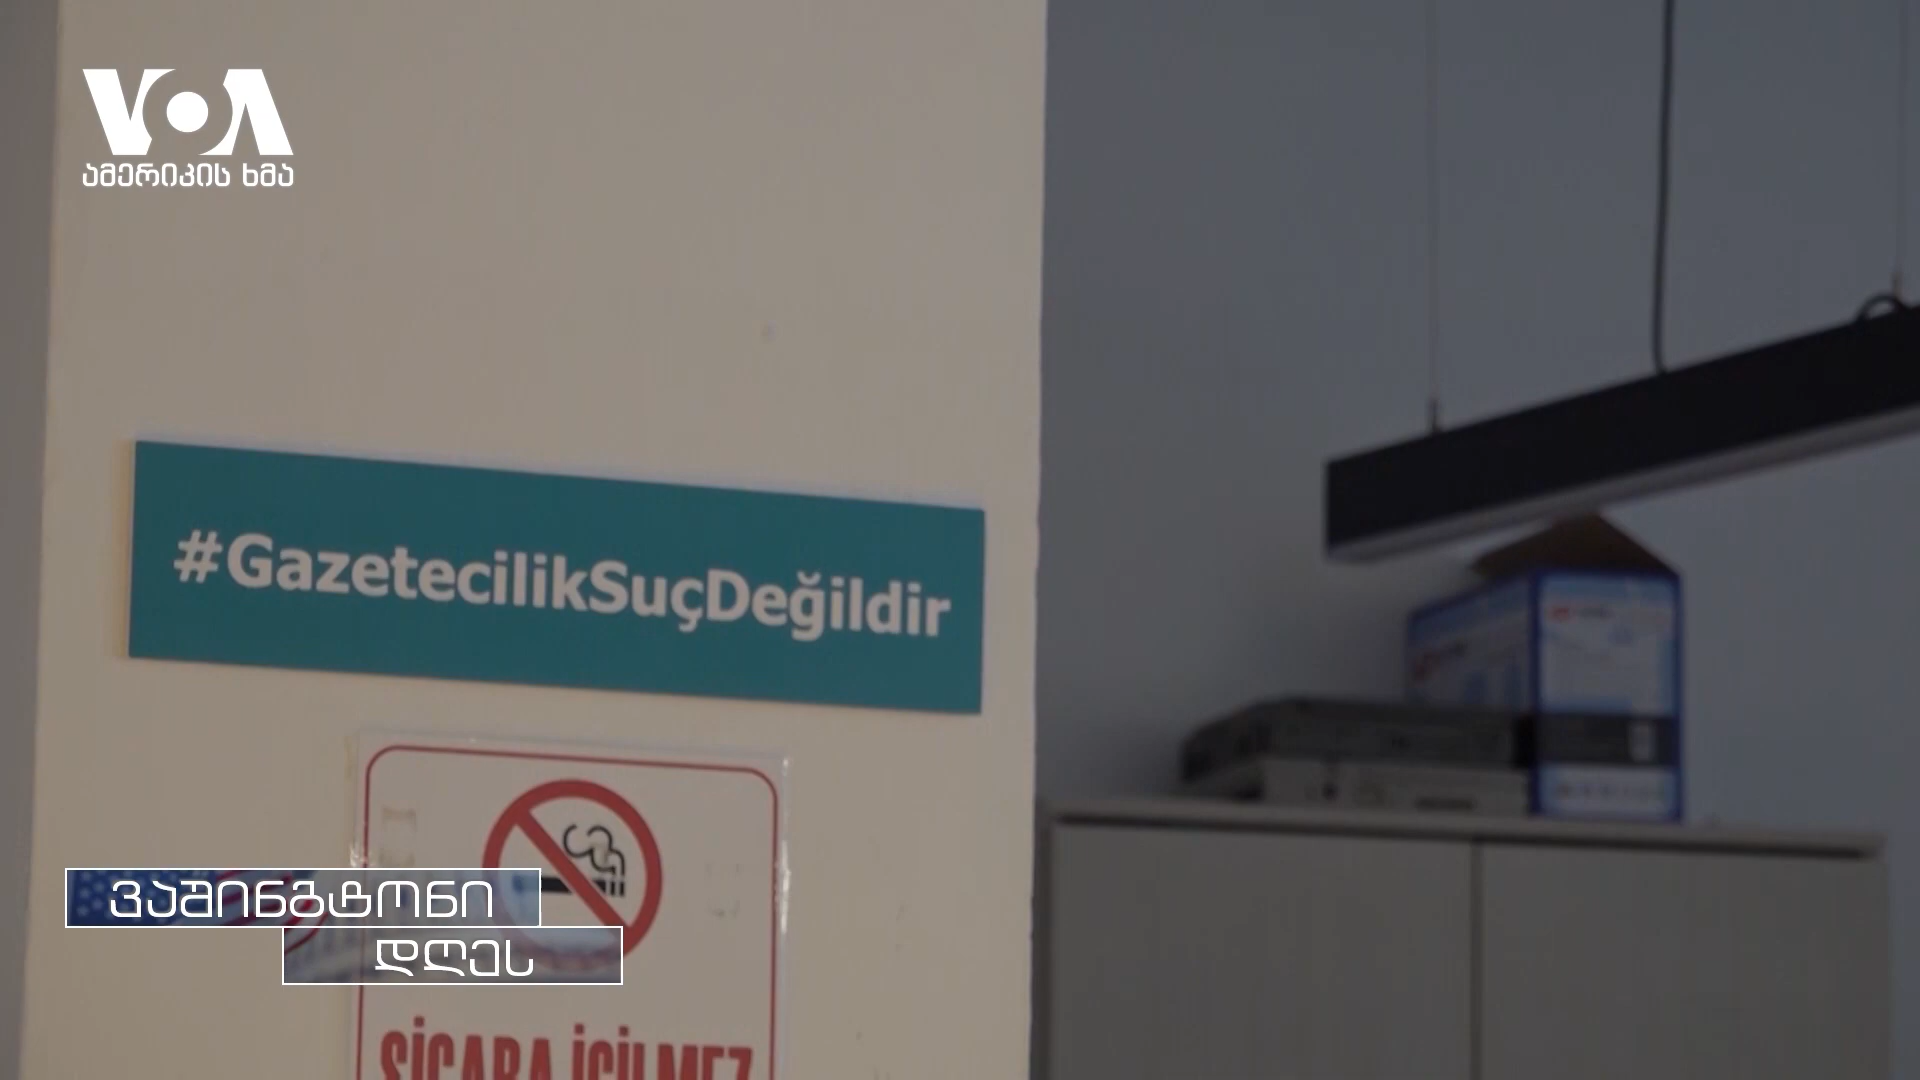 VOA
ამერიკის ხმა
#GazetecilikSuçDeğildir
ვაშინგტონი
დღეს
SİGARA İÇİLMEZ